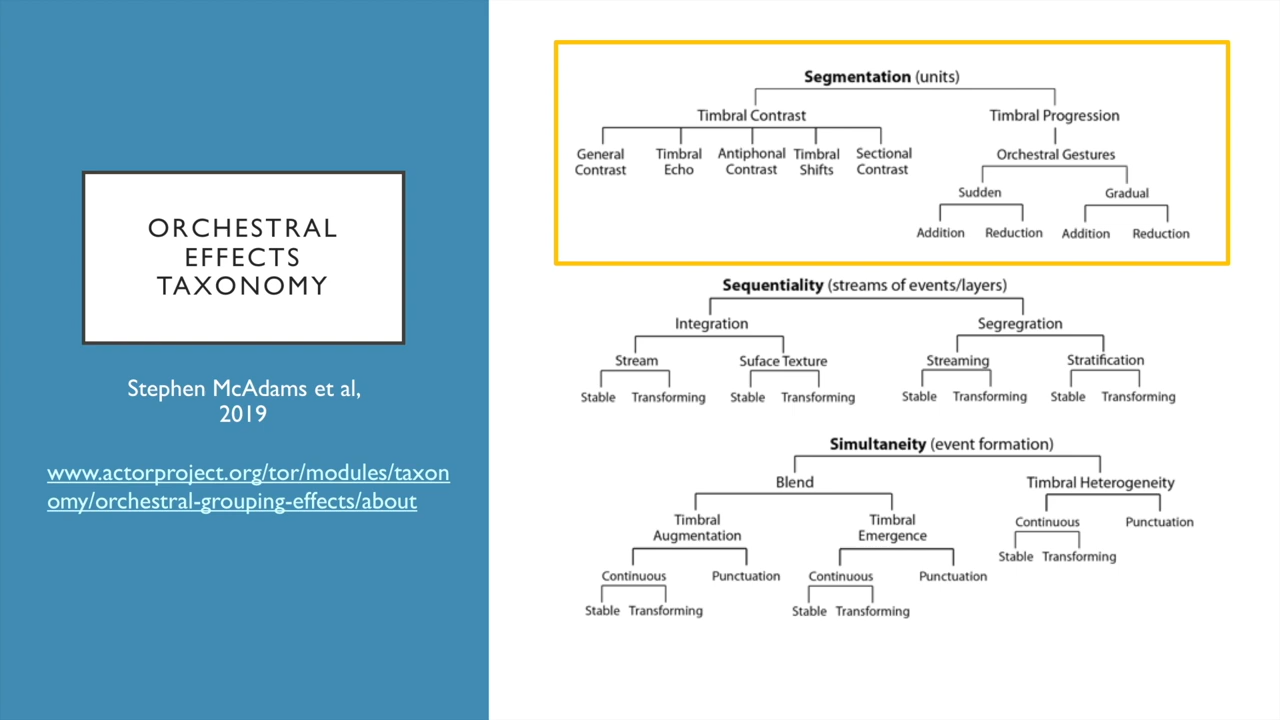 ORCHESTRAL
EFFECTS
TAXONOMY
Stephen McAdams et al,
2019
www.actorproject.org/tor/modules/taxon
omy/orchestral-grouping-effects/about
Segmentation (units)
Timbral Contrast
Timbral Progression
General
Contrast
Timbral
Echo
Antiphonal
Contrast
Timbral
Shifts
Sectional
Contrast
Orchestral Gestures
Sudden
Gradual
Addition
Reduction
Addition
Reduction
Sequentiality (streams of events/layers)
Integration
Segregation
Stream
Suface Texture
Streaming
Stratification
Stable
Transforming
Stable
Transforming
Stable
Transforming
Stable
Transforming
Simultaneity (event formation)
Blend
Timbral Heterogeneity
Timbral
Augmentation
Timbral
Emergence
Continuous
Punctuation
Stable
Transforming
Continuous
Punctuation
Continuous
Punctuation
Stable
Transforming
Stable
Transforming